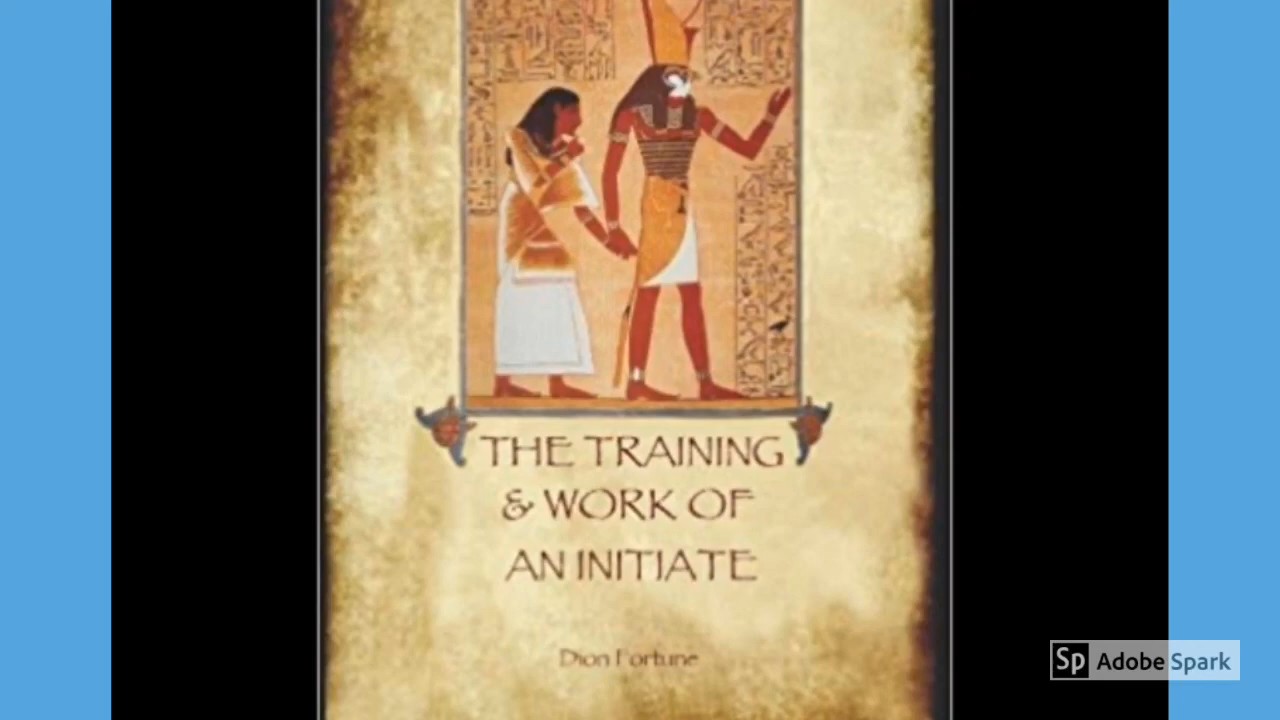 THE TRAINING
& WORK OF
AN INITIATE
Dion Fortune
Sp Adobe Spark